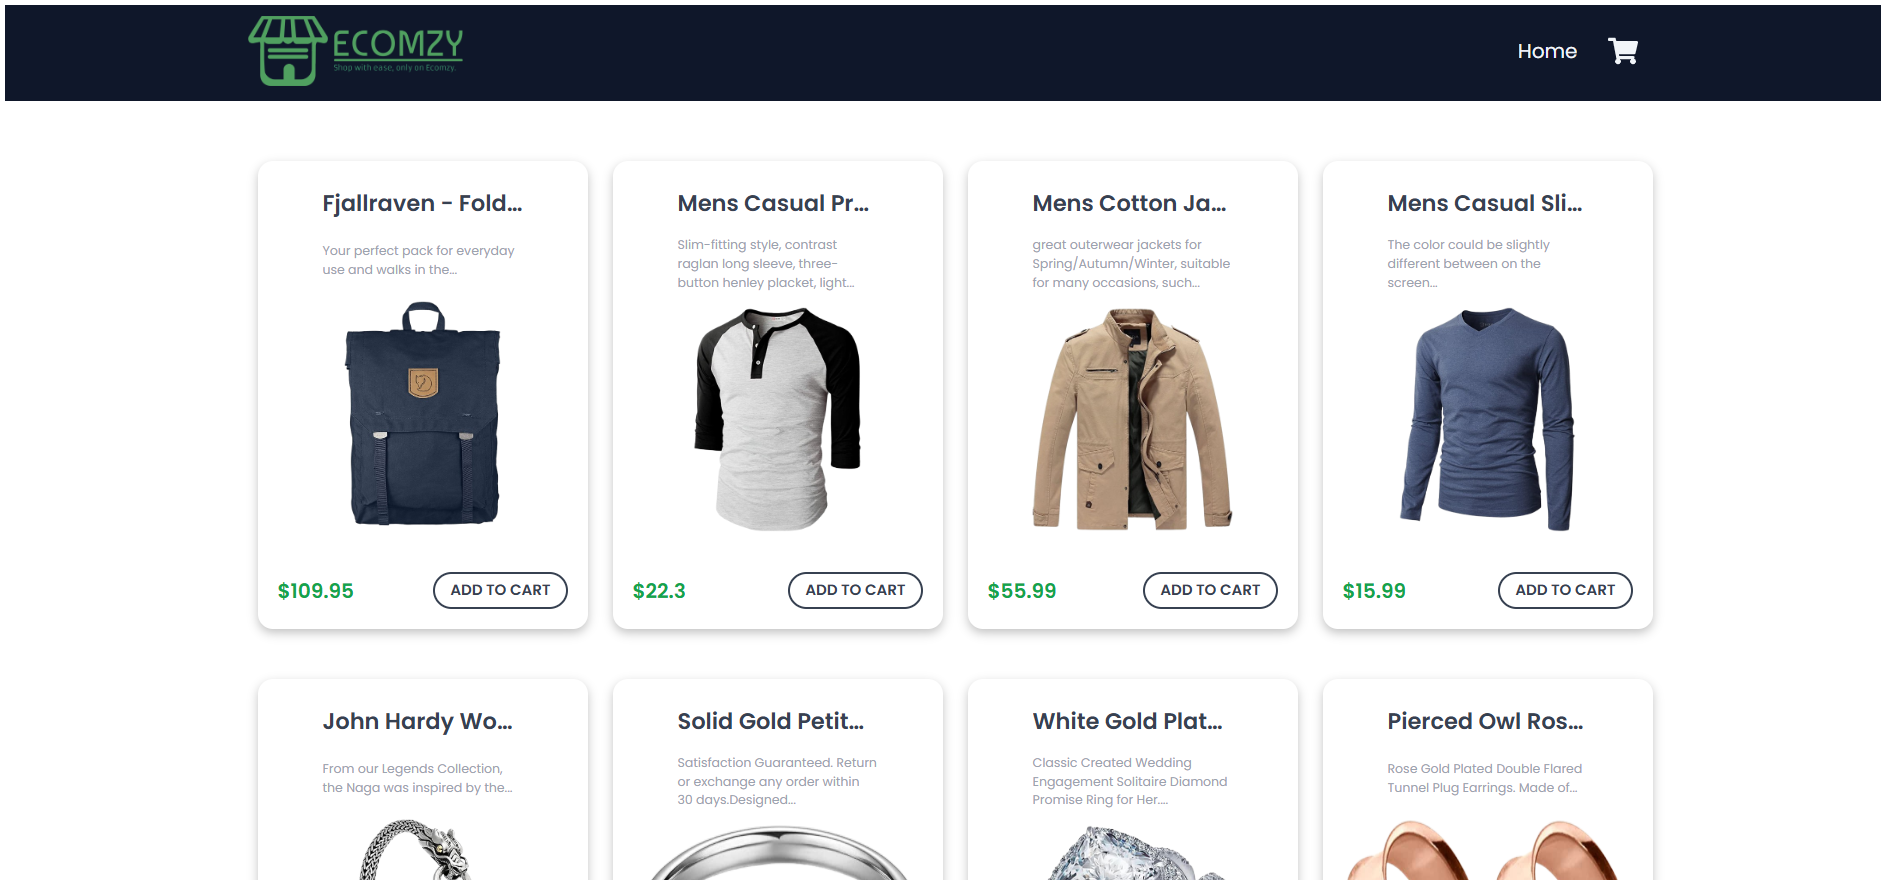 ECOMZY
Shop with ease, only on Ecomzy.
Home
Fjallraven - Fold...
Your perfect pack for everyday
use and walks in the...
$109.95
ADD TO CART
Mens Casual Pr...
Slim-fitting style, contrast
raglan long sleeve, three-
button henley placket, light...
$22.3
ADD TO CART
Mens Cotton Ja...
great outerwear jackets for
Spring/Autumn/Winter, suitable
for many occasions, such...
$55.99
ADD TO CART
Mens Casual Sli...
The color could be slightly
different between on the
screen...
$15.99
ADD TO CART
John Hardy Wo...
From our Legends Collection,
the Naga was inspired by the...
Solid Gold Petit...
Satisfaction Guaranteed. Return
or exchange any order within
30 days.Designed...
White Gold Plat...
Classic Created Wedding
Engagement Solitaire Diamond
Promise Ring for Her....
Pierced Owl Ros...
Rose Gold Plated Double Flared
Tunnel Plug Earrings. Made of...